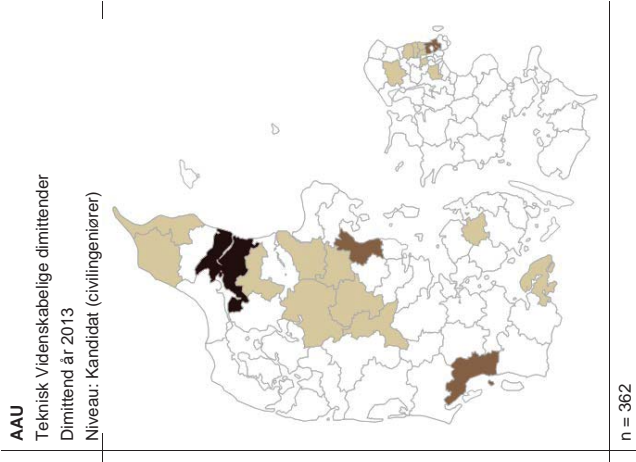 AAU
Teknisk Videnskabelige dimittender
Dimittend år 2013
Niveau: Kandidat (civilingeniører)
n = 362